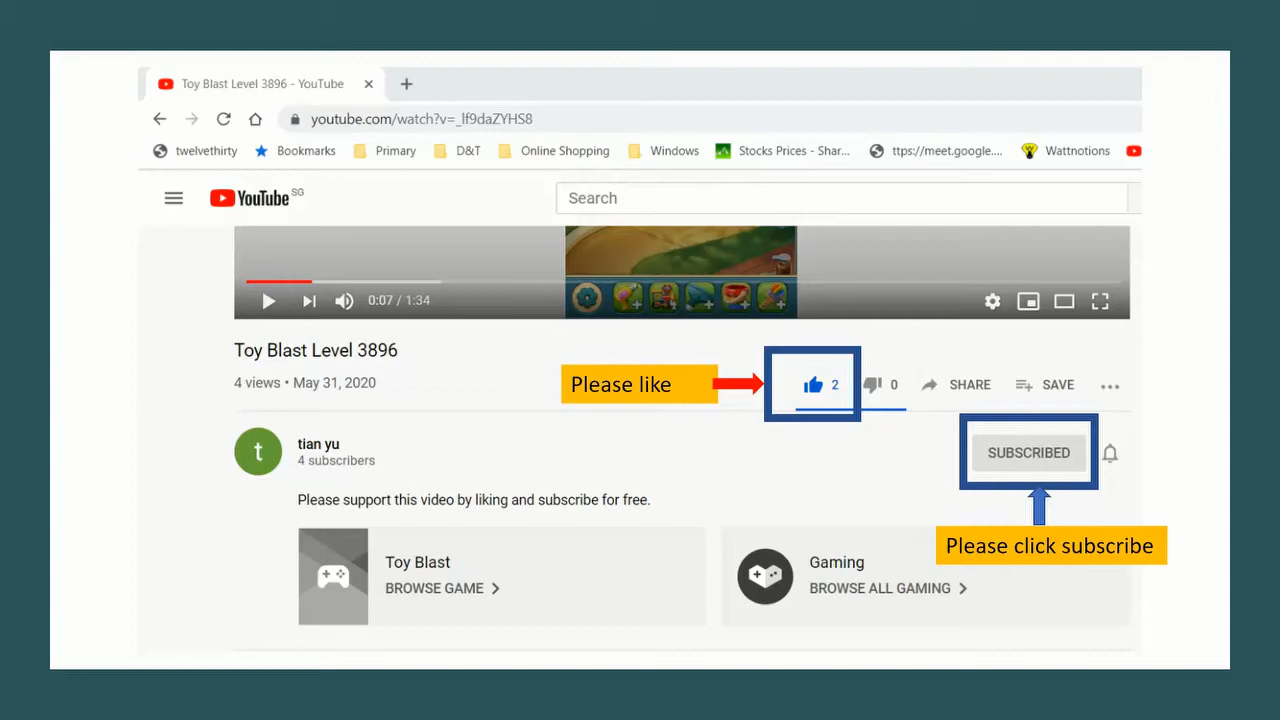 Toy Blast Level 3896 - YouTube
youtube.com/watch?v=_lf9daZYHS8
twelvethirty Bookmarks Primary D&T Online Shopping Windows Stocks Prices - Shar... ttps://meet.google.... Wattnotions
YouTube SG
Search
0:07 / 1:34
Toy Blast Level 3896
4 views • May 31, 2020
Please like
2 0 SHARE SAVE
t
tian yu
4 subscribers
SUBSCRIBED
Please support this video by liking and subscribe for free.
Please click subscribe
Toy Blast
BROWSE GAME
Gaming
BROWSE ALL GAMING